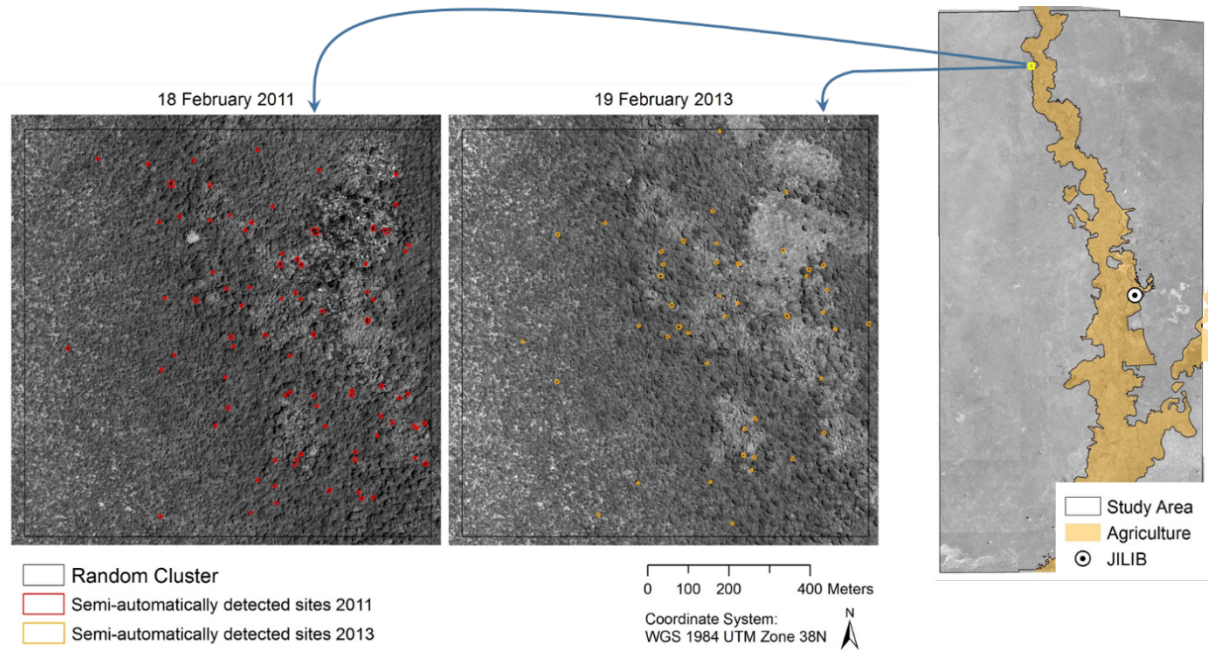 18 February 2011
19 February 2013
Study Area
Agriculture
JILIB
Random Cluster
Semi-automatically detected sites 2011
Semi-automatically detected sites 2013
0 100 200 400 Meters
Coordinate System:
WGS 1984 UTM Zone 38N
N